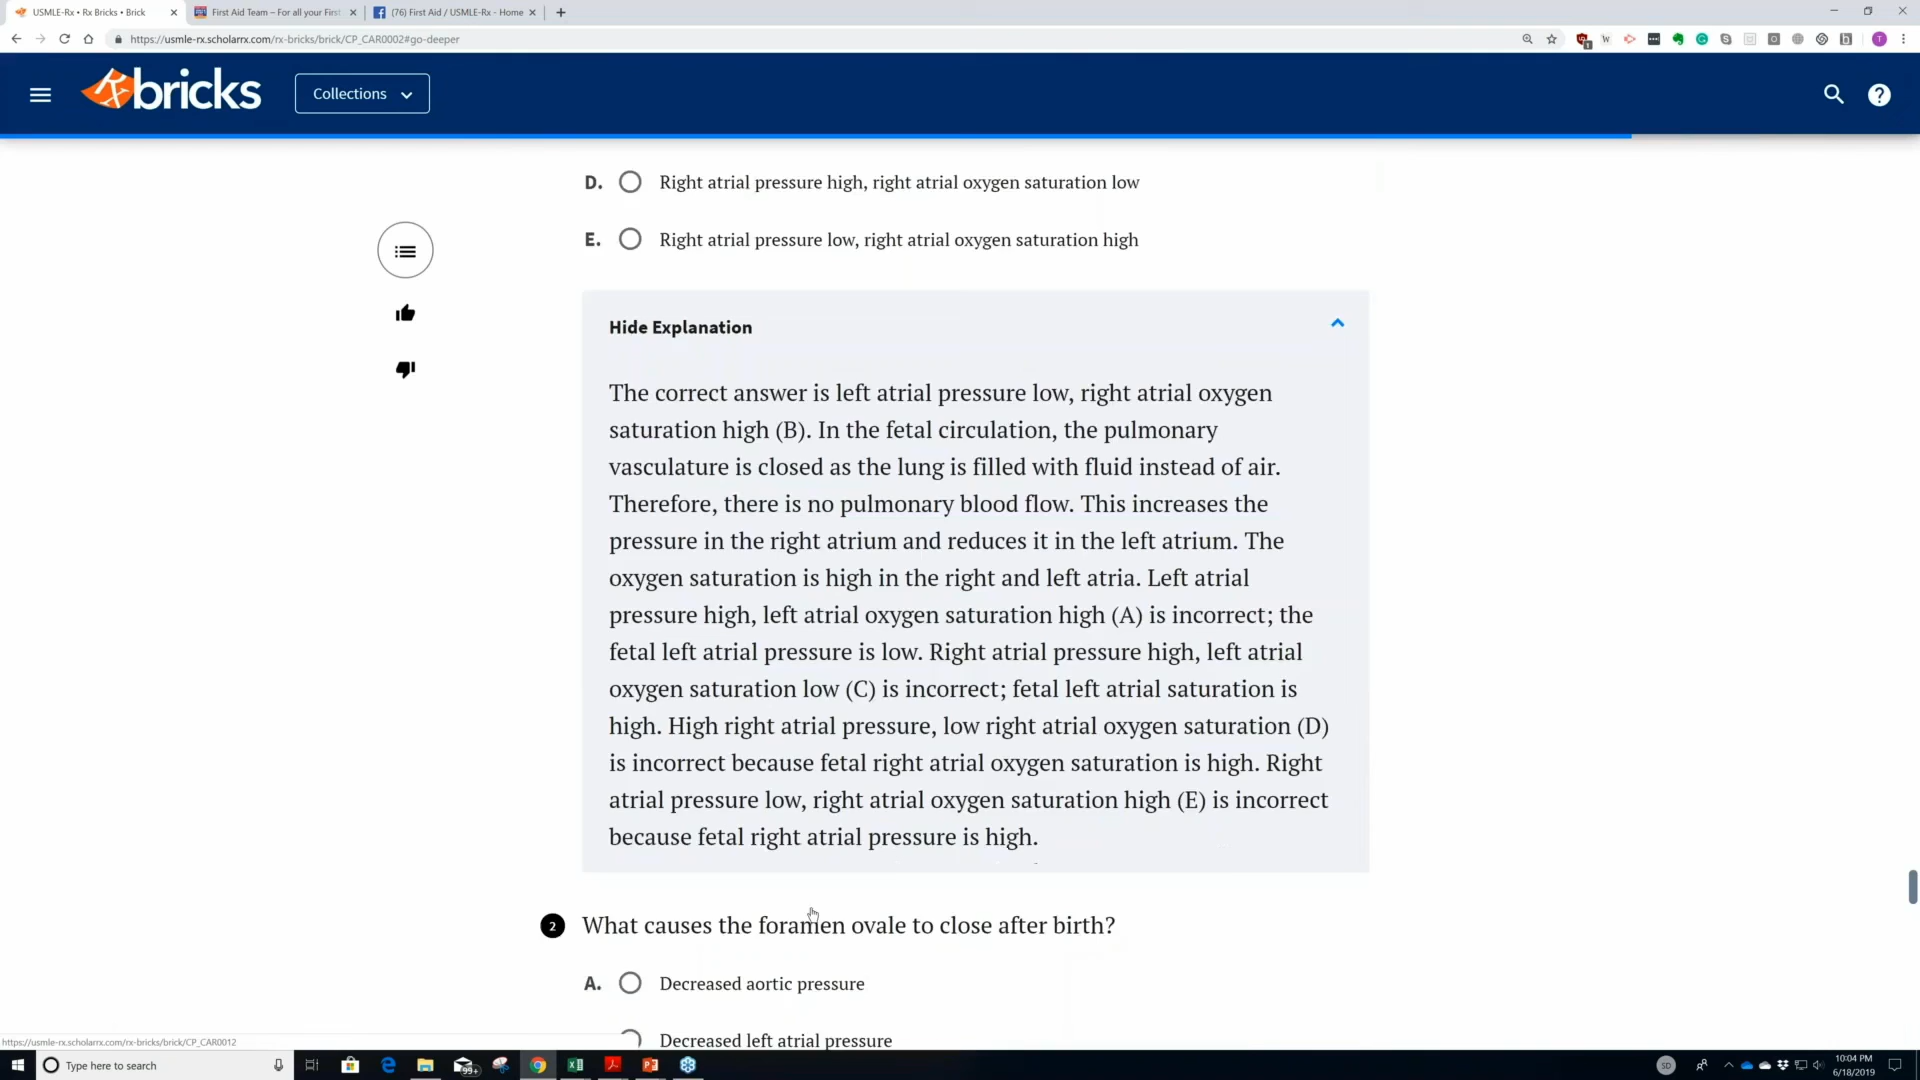 USMLE-Rx • Rx Bricks • Brick
First Aid Team – For all your First
(76) First Aid / USMLE-Rx - Home
https://usmle-rx.scholarrx.com/rx-bricks/brick/CP_CAR0002#go-deeper
Rx bricks
Collections
D. Right atrial pressure high, right atrial oxygen saturation low
E. Right atrial pressure low, right atrial oxygen saturation high
Hide Explanation
The correct answer is left atrial pressure low, right atrial oxygen
saturation high (B). In the fetal circulation, the pulmonary
vasculature is closed as the lung is filled with fluid instead of air.
Therefore, there is no pulmonary blood flow. This increases the
pressure in the right atrium and reduces it in the left atrium. The
oxygen saturation is high in the right and left atria. Left atrial
pressure high, left atrial oxygen saturation high (A) is incorrect; the
fetal left atrial pressure is low. Right atrial pressure high, left atrial
oxygen saturation low (C) is incorrect; fetal left atrial saturation is
high. High right atrial pressure, low right atrial oxygen saturation (D)
is incorrect because fetal right atrial oxygen saturation is high. Right
atrial pressure low, right atrial oxygen saturation high (E) is incorrect
because fetal right atrial pressure is high.
2 What causes the foramen ovale to close after birth?
A. Decreased aortic pressure
Decreased left atrial pressure
https://usmle-rx.scholarrx.com/rx-bricks/brick/CP_CAR0012
Type here to search
99+
SD
10:04 PM
6/18/2019